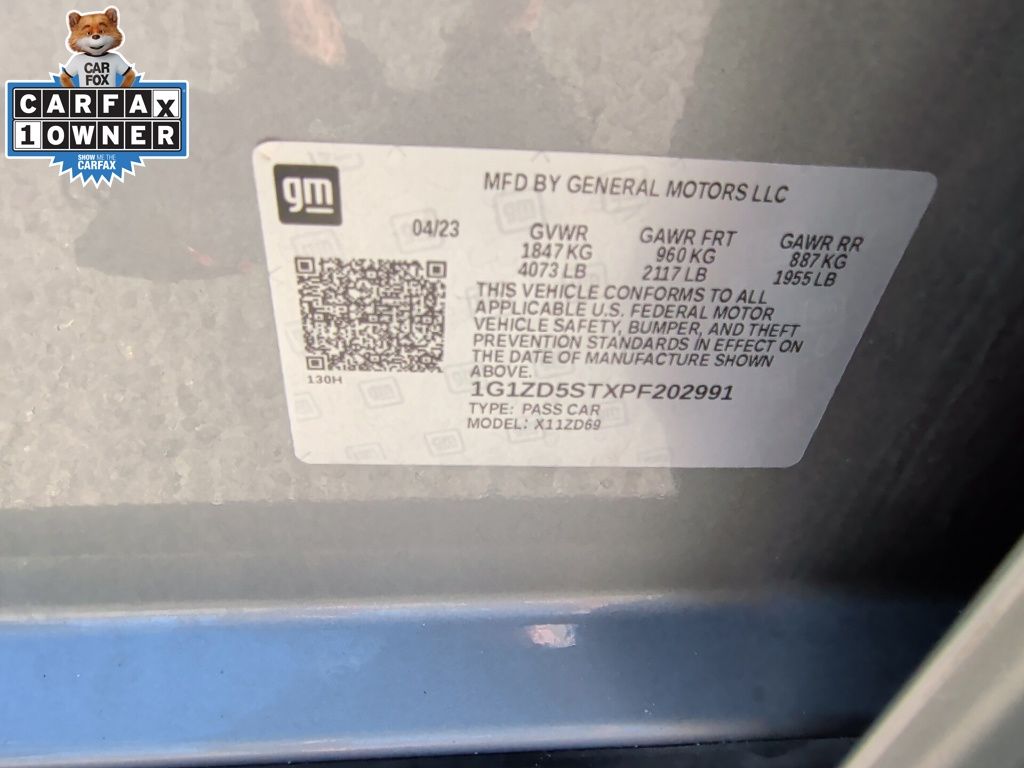 CAR
FOX
CARFAX
1 OWNER
SHOW ME THE
CARFAX
gm
MFD BY GENERAL MOTORS LLC
04/23
GVWR
1847 KG
4073 LB
GAWR FRT
960 KG
2117 LB
GAWR RR
887 KG
1955 LB
THIS VEHICLE CONFORMS TO ALL
APPLICABLE U.S. FEDERAL MOTOR
VEHICLE SAFETY, BUMPER, AND THEFT
PREVENTION STANDARDS IN EFFECT ON
THE DATE OF MANUFACTURE SHOWN
ABOVE.
130H
1G1ZD5STXPF202991
TYPE: PASS CAR
MODEL: X11ZD69